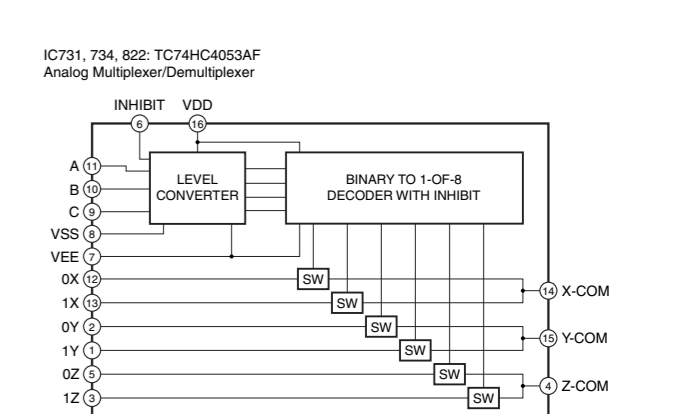 IC731, 734, 822: TC74HC4053AF
Analog Multiplexer/Demultiplexer
INHIBIT VDD
6 16
A 11
LEVEL CONVERTER
BINARY TO 1-OF-8
DECODER WITH INHIBIT
B 10
C 9
VSS 8
VEE 7
0X 12 SW
14 X-COM
1X 13 SW
0Y 2 SW
15 Y-COM
1Y 1 SW
0Z 5 SW
4 Z-COM
1Z 3 SW